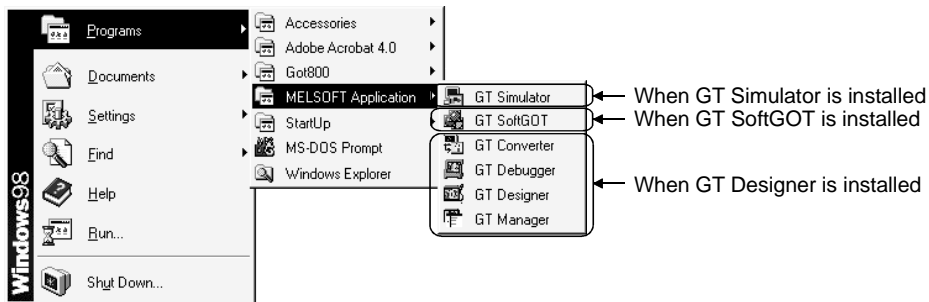 Windows98
Programs
Documents
Settings
Find
Help
Run...
Shut Down...
Accessories
Adobe Acrobat 4.0
Got800
MELSOFT Application
StartUp
MS-DOS Prompt
Windows Explorer
GT Simulator
GT SoftGOT
GT Converter
GT Debugger
GT Designer
GT Manager
When GT Simulator is installed
When GT SoftGOT is installed
When GT Designer is installed